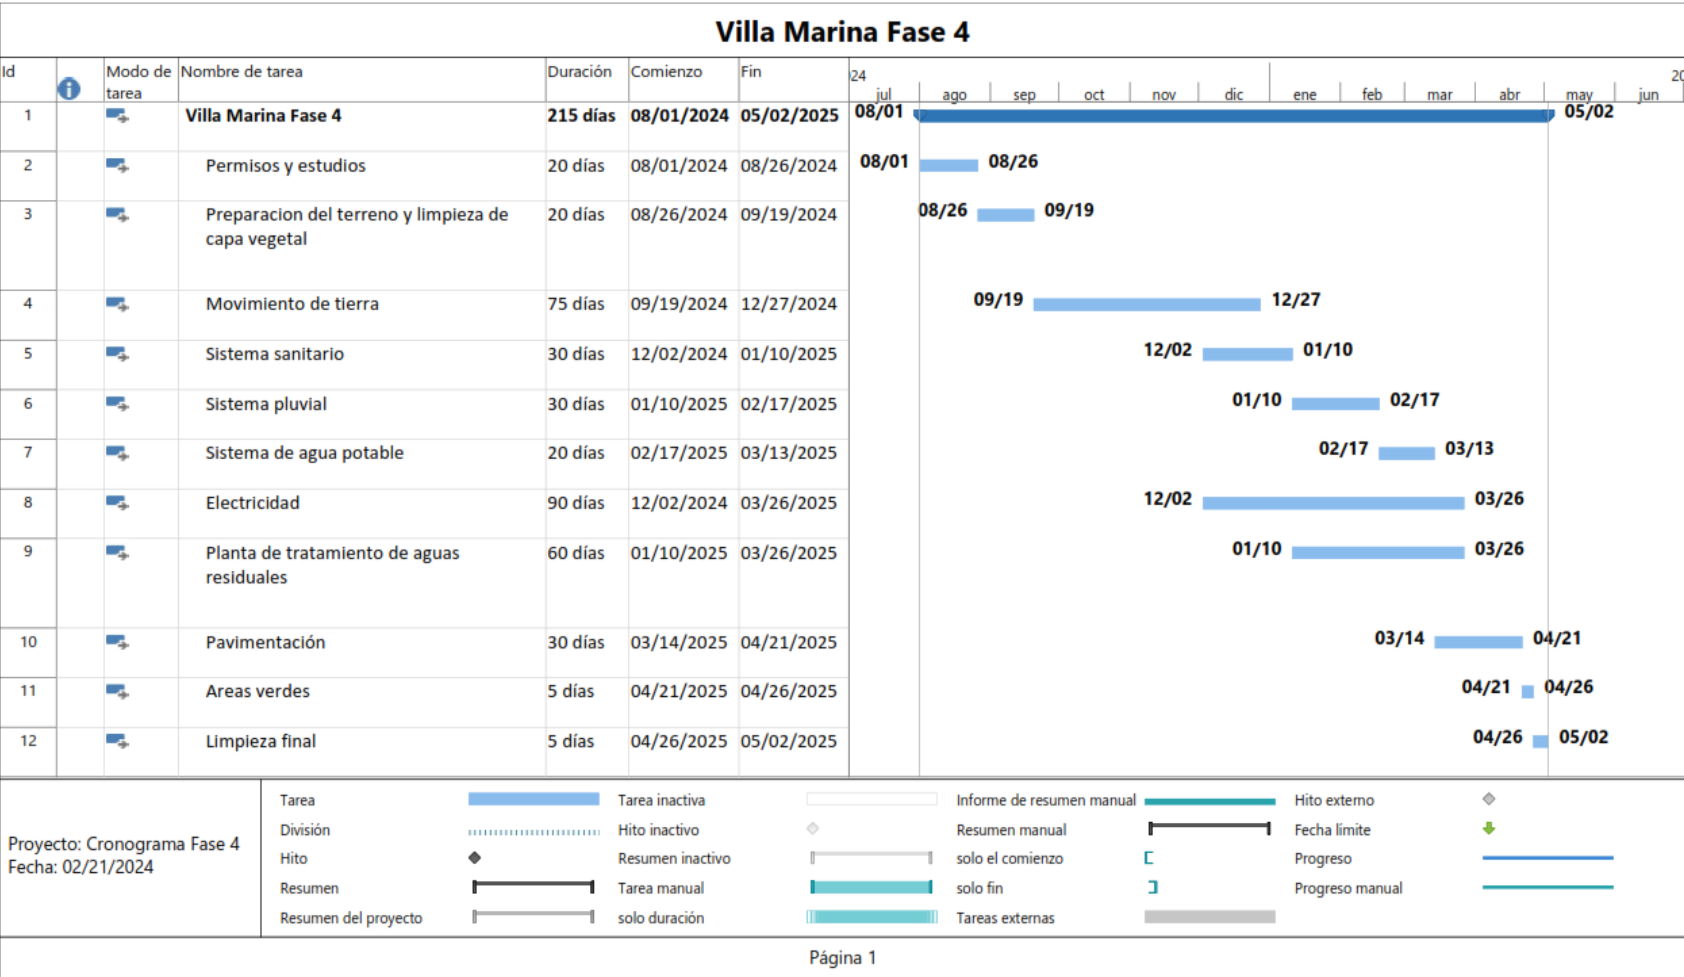 Villa Marina Fase 4
Id Modo de tarea Nombre de tarea Duración Comienzo Fin
24 20
jul ago sep oct nov dic ene feb mar abr may jun
1 Villa Marina Fase 4 215 días 08/01/2024 05/02/2025 08/01 05/02
2 Permisos y estudios 20 días 08/01/2024 08/26/2024 08/01 08/26
3 Preparacion del terreno y limpieza de 20 días 08/26/2024 09/19/2024 08/26 09/19
capa vegetal
4 Movimiento de tierra 75 días 09/19/2024 12/27/2024 09/19 12/27
5 Sistema sanitario 30 días 12/02/2024 01/10/2025 12/02 01/10
6 Sistema pluvial 30 días 01/10/2025 02/17/2025 01/10 02/17
7 Sistema de agua potable 20 días 02/17/2025 03/13/2025 02/17 03/13
8 Electricidad 90 días 12/02/2024 03/26/2025 12/02 03/26
9 Planta de tratamiento de aguas 60 días 01/10/2025 03/26/2025 01/10 03/26
residuales
10 Pavimentación 30 días 03/14/2025 04/21/2025 03/14 04/21
11 Areas verdes 5 días 04/21/2025 04/26/2025 04/21 04/26
12 Limpieza final 5 días 04/26/2025 05/02/2025 04/26 05/02
Proyecto: Cronograma Fase 4
Fecha: 02/21/2024
Tarea Tarea inactiva Informe de resumen manual Hito externo
División Hito inactivo Resumen manual Fecha límite
Hito Resumen inactivo solo el comienzo Progreso
Resumen Tarea manual solo fin Progreso manual
Resumen del proyecto solo duración Tareas externas
Página 1